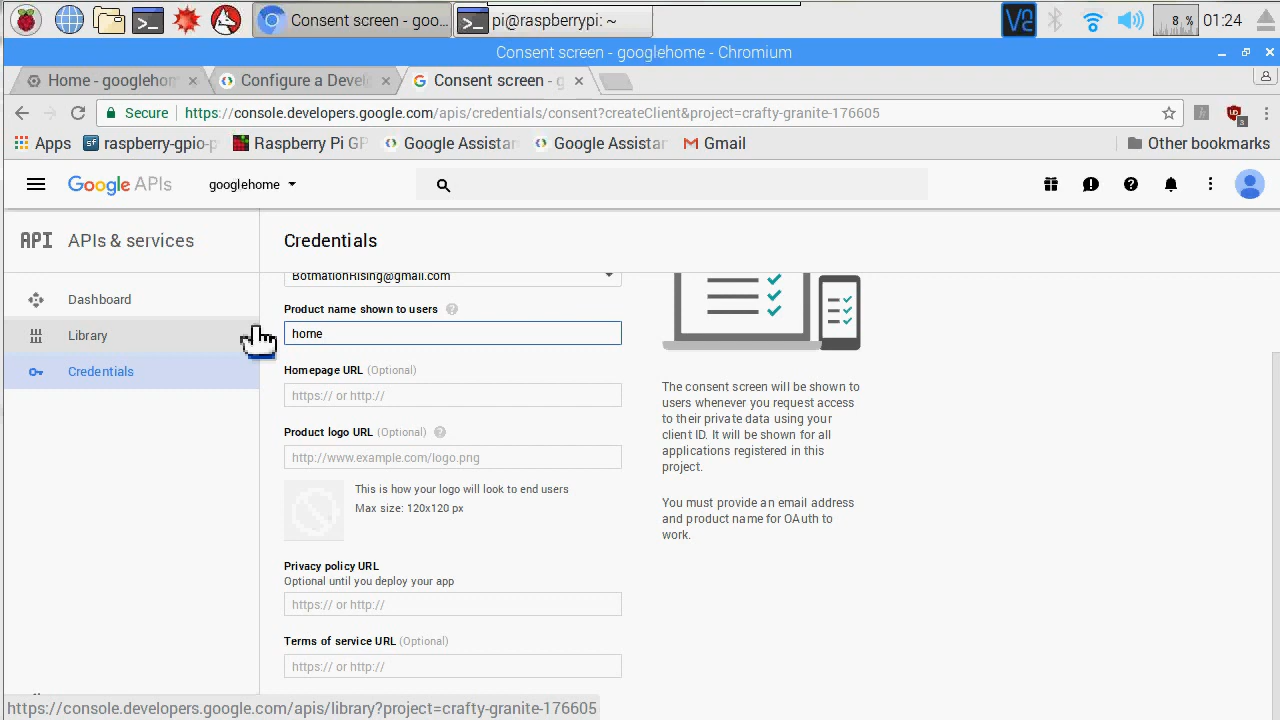 Consent screen - goo...
pi@raspberrypi: ~
8 %
01:24
Consent screen - googlehome - Chromium
Home - googlehom
Configure a Devel
Consent screen - g
Secure
https://console.developers.google.com/apis/credentials/consent?createClient&project=crafty-granite-176605
3
Apps
sf
raspberry-gpio-p
Raspberry Pi GP
Google Assistan
Google Assistan
Gmail
Other bookmarks
Google APIs
googlehome
API
APIs & services
Credentials
Dashboard
Library
Credentials
BotmationRising@gmail.com
Product name shown to users
home
Homepage URL (Optional)
https:// or http://
Product logo URL (Optional)
http://www.example.com/logo.png
This is how your logo will look to end users
Max size: 120x120 px
Privacy policy URL
Optional until you deploy your app
https:// or http://
Terms of service URL (Optional)
https:// or http://
The consent screen will be shown to
users whenever you request access
to their private data using your
client ID. It will be shown for all
applications registered in this
project.
You must provide an email address
and product name for OAuth to
work.
https://console.developers.google.com/apis/library?project=crafty-granite-176605